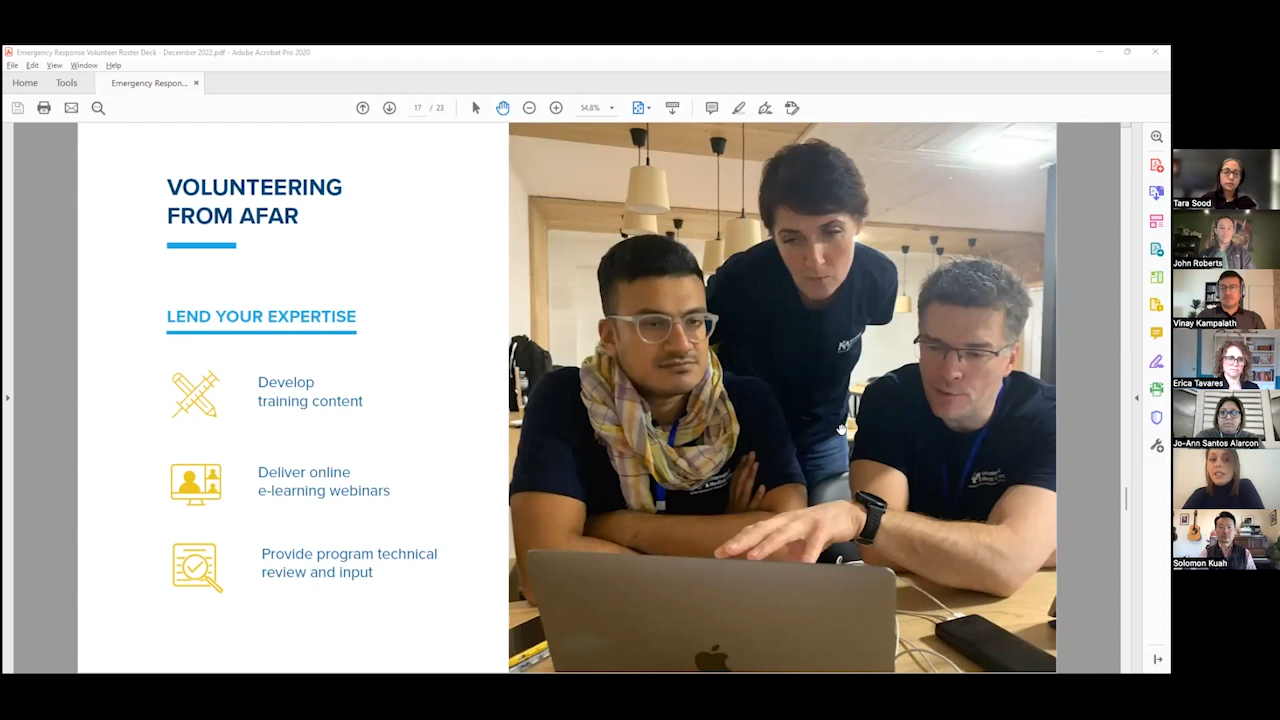 Emergency Response Volunteer Roster Deck - December 2022.pdf - Adobe Acrobat Pro 2020
File Edit View Window Help
Home Tools Emergency Respon... ×
17 / 23 54.8%
VOLUNTEERING
FROM AFAR
LEND YOUR EXPERTISE
Develop
training content
Deliver online
e-learning webinars
Provide program technical
review and input
Tara Sood
John Roberts
Vinay Kampalath
Erica Tavares
Jo-Ann Santos Alarcon
Solomon Kuah